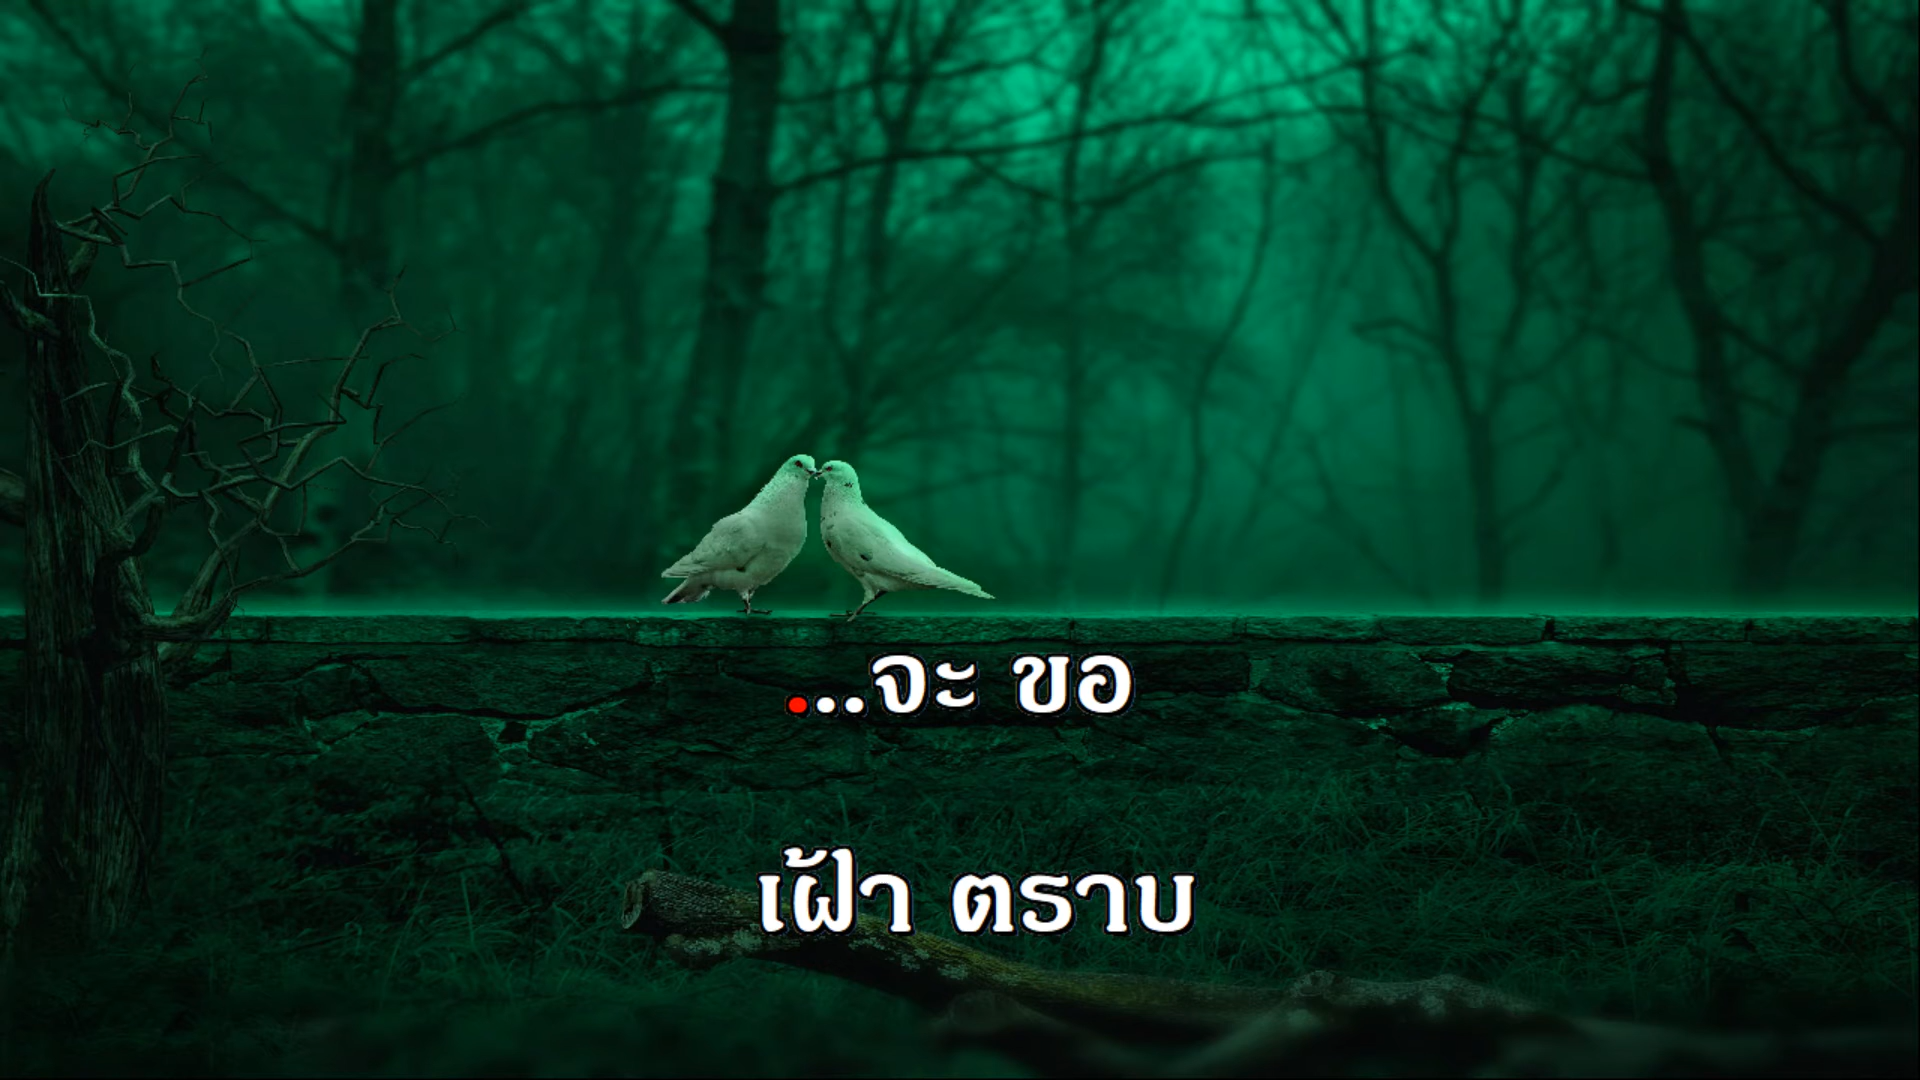 ...จะ ขอ
เฝ้า ตราบ